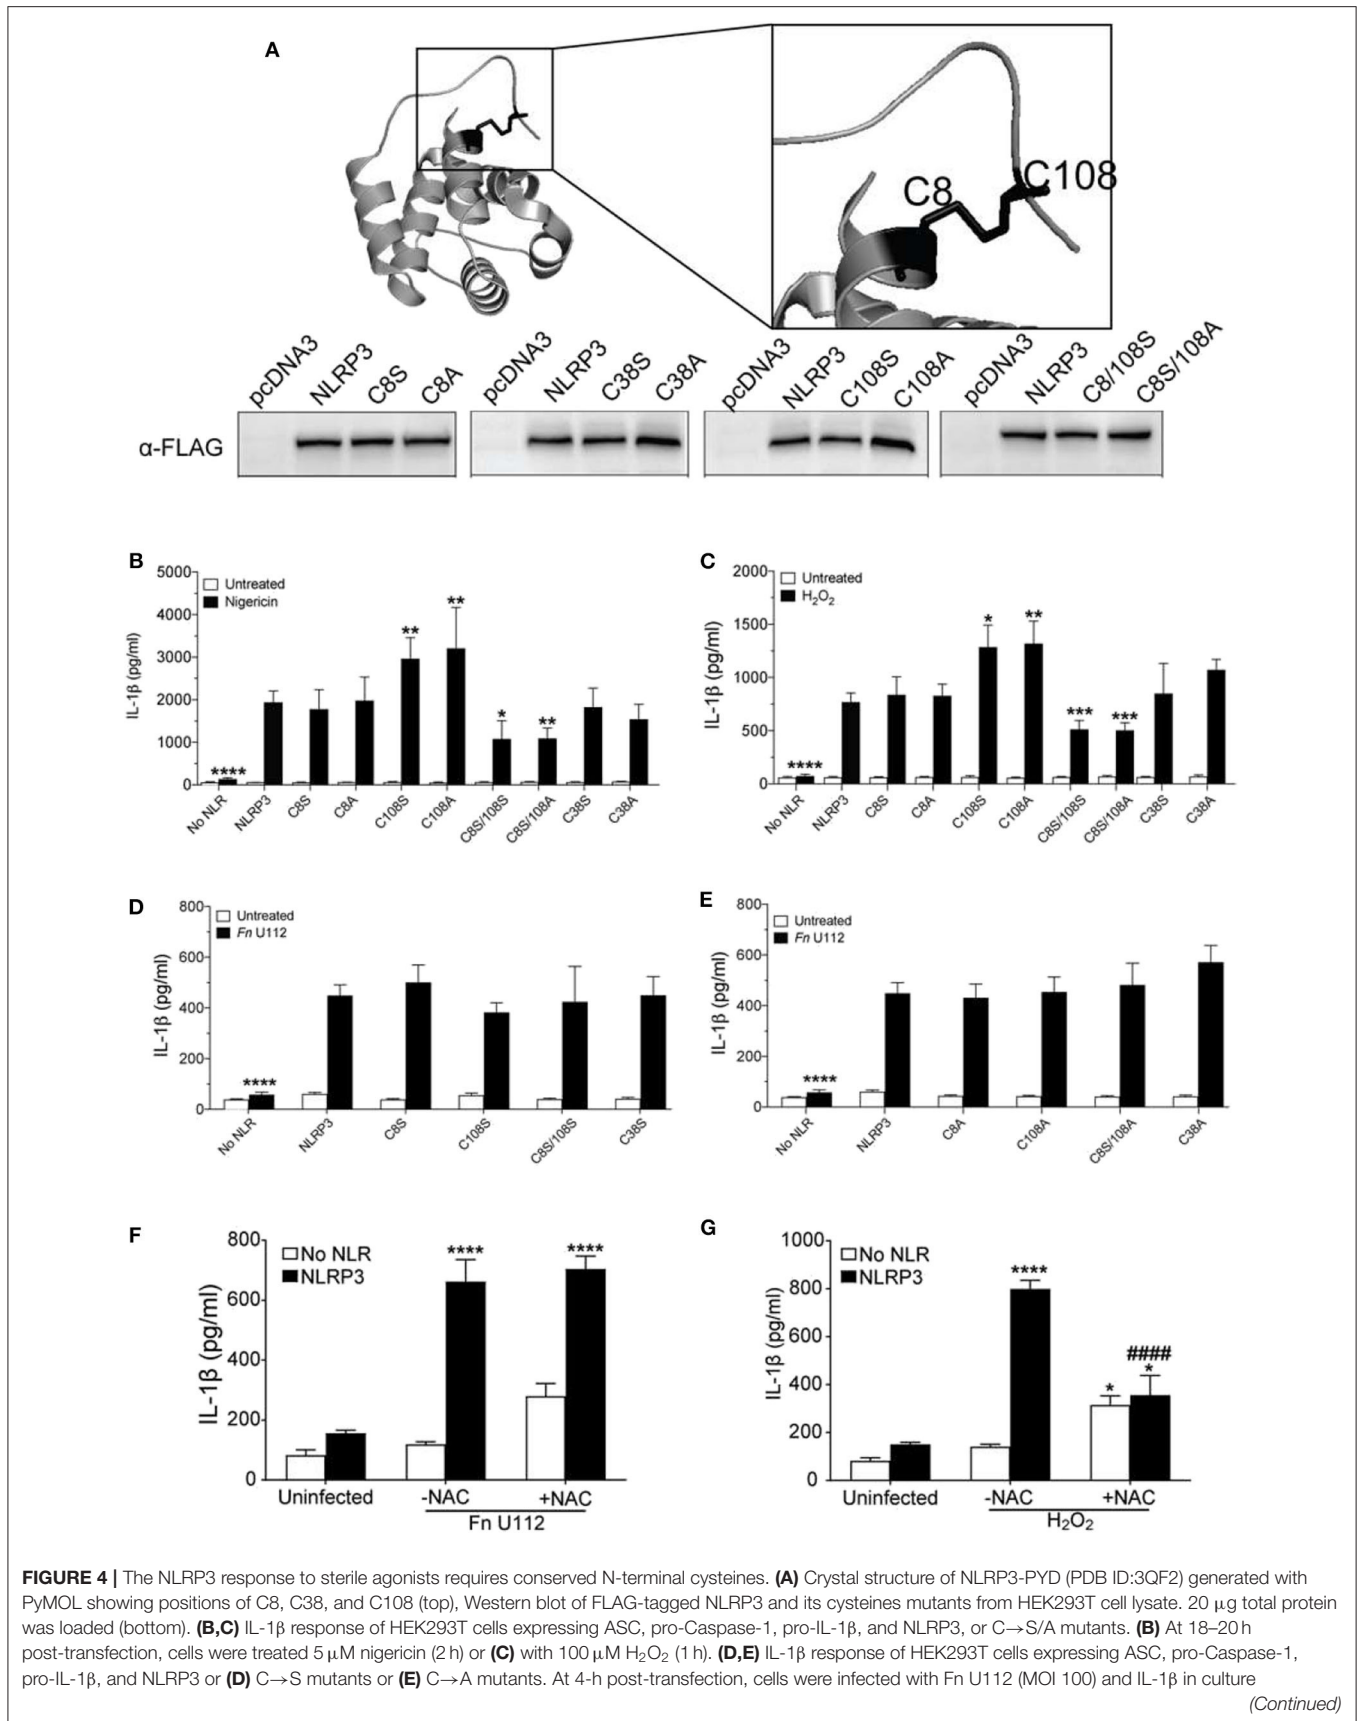 A
C8
C108
pcDNA3 NLRP3 C8S C8A
pcDNA3 NLRP3 C38S C38A
pcDNA3 NLRP3 C108S C108A
pcDNA3 NLRP3 C8/108S C8S/108A
α-FLAG
B
5000
4000
3000
2000
1000
0
IL-1β (pg/ml)
Untreated
Nigericin
**** ** ** * **
No NLR NLRP3 C8S C8A C108S C108A C8S/108S C8S/108A C38S C38A
C
2000
1500
1000
500
0
IL-1β (pg/ml)
Untreated
H₂O₂
**** * ** *** ***
No NLR NLRP3 C8S C8A C108S C108A C8S/108S C8S/108A C38S C38A
D
800
600
400
200
0
IL-1β (pg/ml)
Untreated
Fn U112
****
No NLR NLRP3 C8S C108S C8S/108S C38S
E
800
600
400
200
0
IL-1β (pg/ml)
Untreated
Fn U112
****
No NLR NLRP3 C8A C108A C8S/108A C38A
F
800
600
400
200
0
IL-1β (pg/ml)
No NLR
NLRP3
**** ****
Uninfected -NAC +NAC
Fn U112
G
1000
800
600
400
200
0
IL-1β (pg/ml)
No NLR
NLRP3
****
####
* *
Uninfected -NAC +NAC
H₂O₂
FIGURE 4 | The NLRP3 response to sterile agonists requires conserved N-terminal cysteines. (A) Crystal structure of NLRP3-PYD (PDB ID:3QF2) generated with
PyMOL showing positions of C8, C38, and C108 (top), Western blot of FLAG-tagged NLRP3 and its cysteines mutants from HEK293T cell lysate. 20 μg total protein
was loaded (bottom). (B,C) IL-1β response of HEK293T cells expressing ASC, pro-Caspase-1, pro-IL-1β, and NLRP3, or C→S/A mutants. (B) At 18–20 h
post-transfection, cells were treated 5 μM nigericin (2 h) or (C) with 100 μM H₂O₂ (1 h). (D,E) IL-1β response of HEK293T cells expressing ASC, pro-Caspase-1,
pro-IL-1β, and NLRP3 or (D) C→S mutants or (E) C→A mutants. At 4-h post-transfection, cells were infected with Fn U112 (MOI 100) and IL-1β in culture
(Continued)